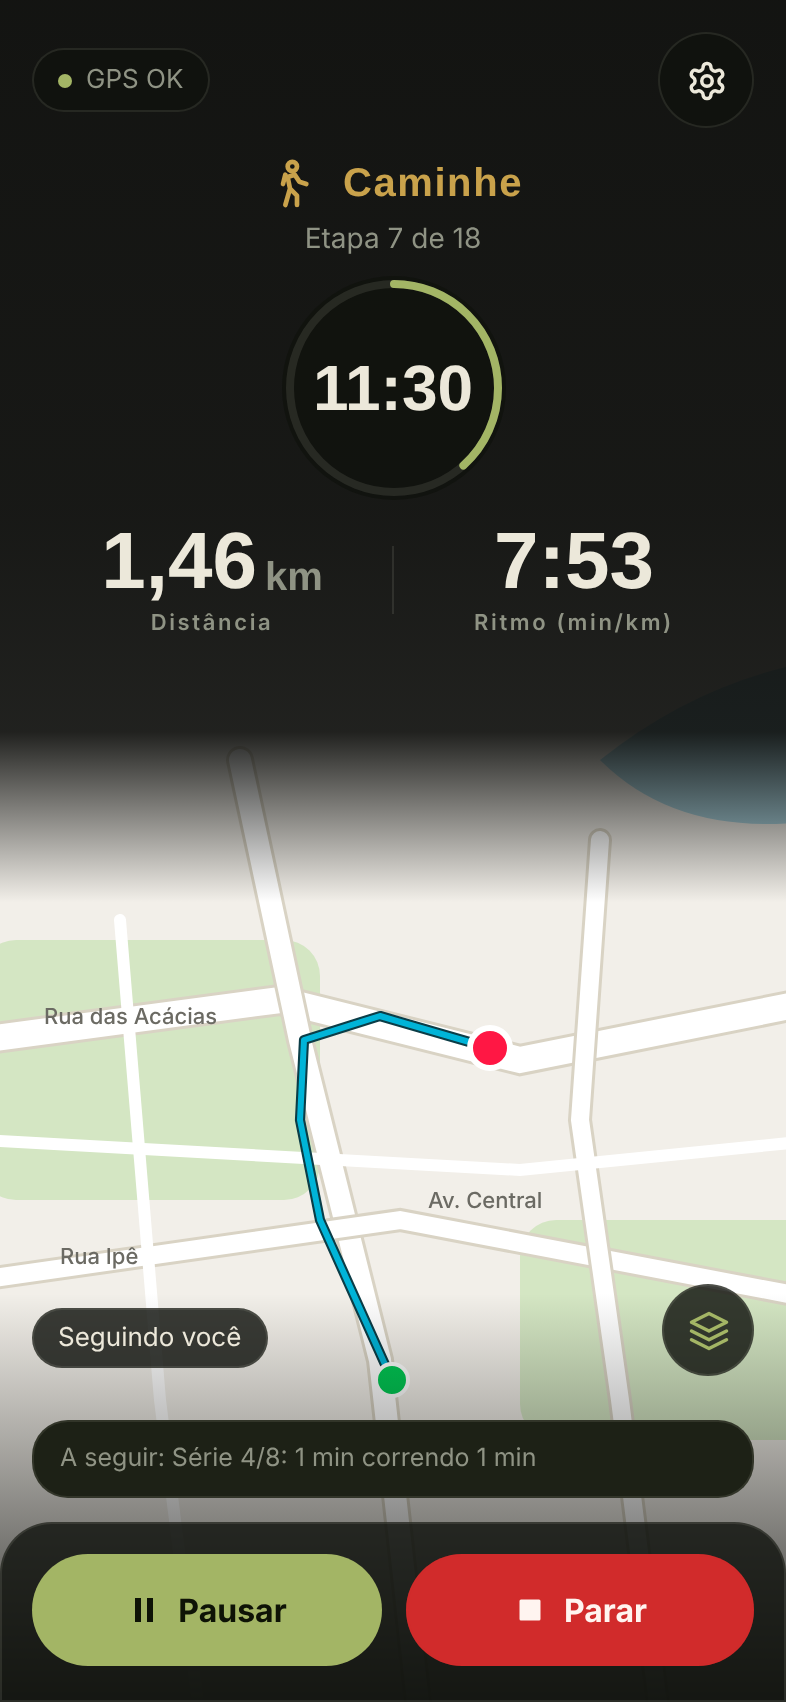 GPS OK
Caminhe
Etapa 7 de 18
11:30
1,46 km
Distância
7:53
Ritmo (min/km)
Rua das Acácias
Av. Central
Rua Ipê
Seguindo você
A seguir: Série 4/8: 1 min correndo 1 min
Pausar
Parar